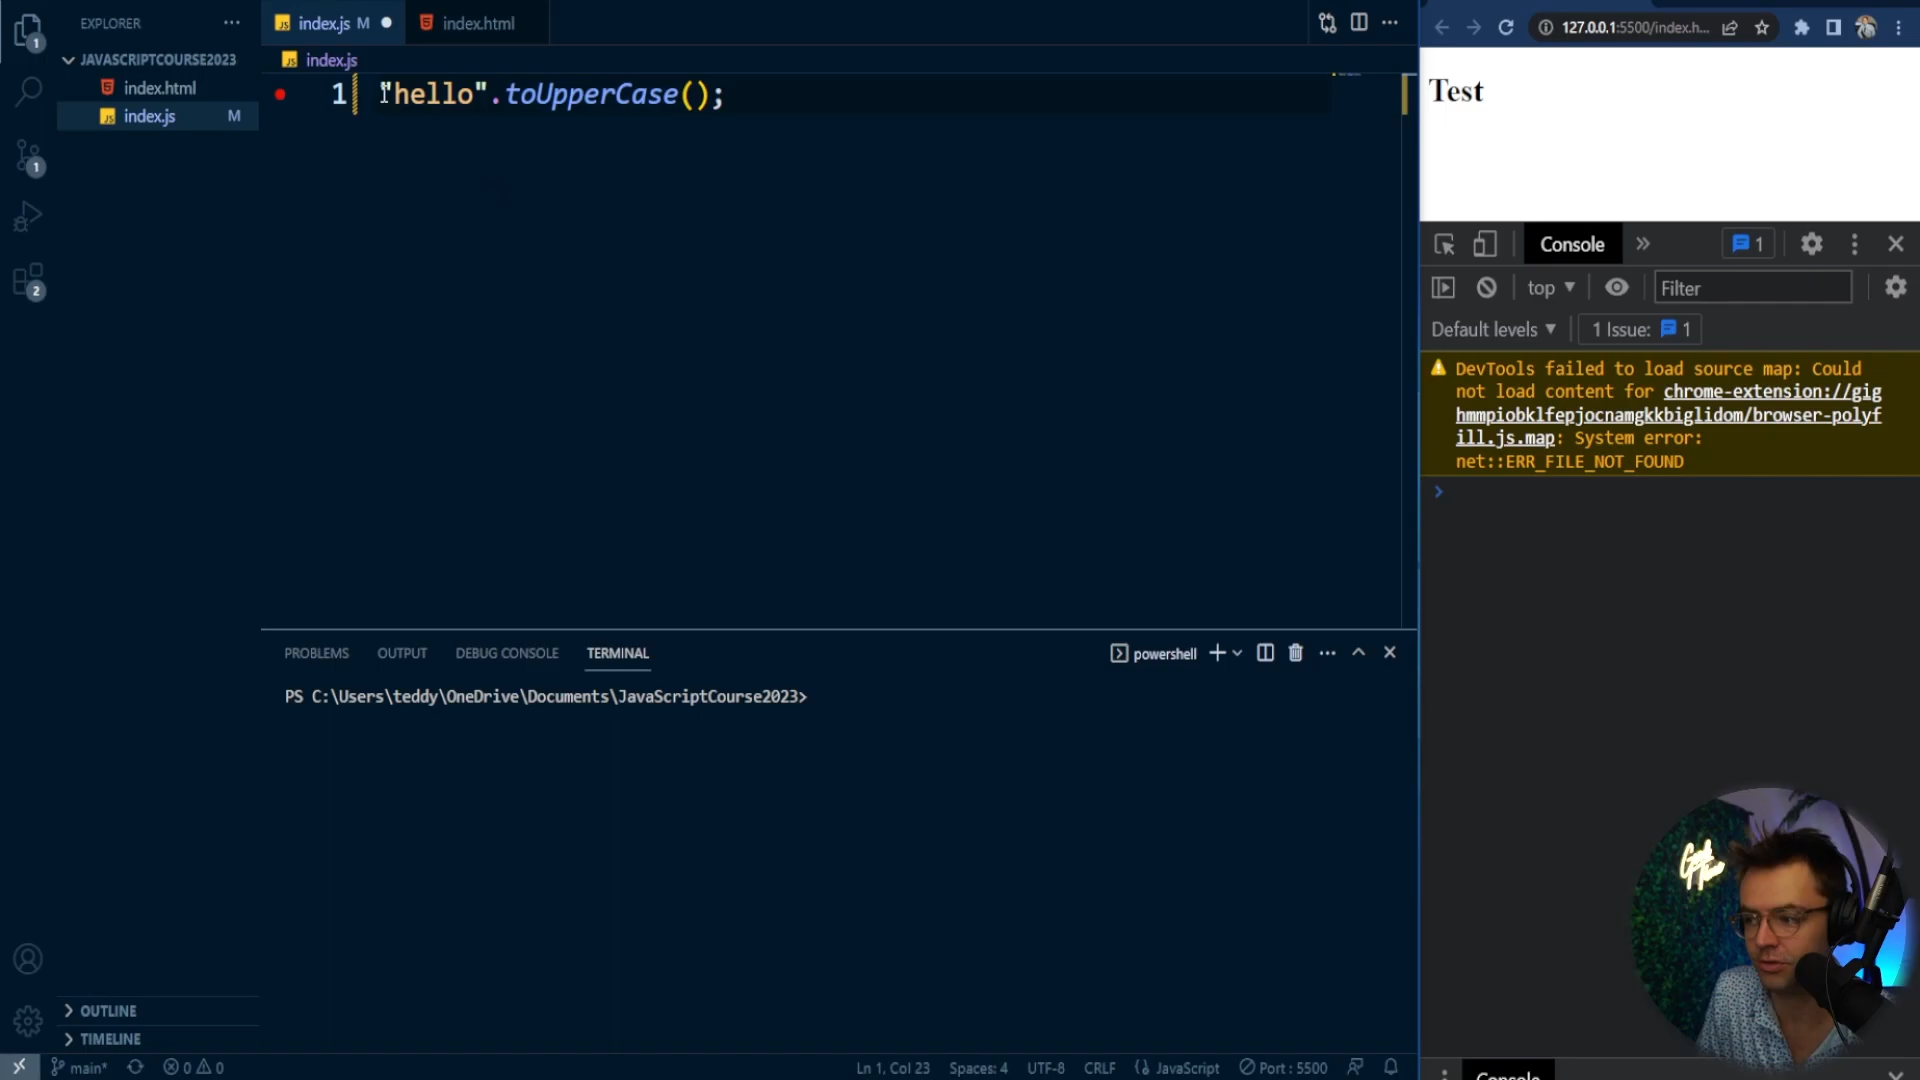 EXPLORER
index.js M
index.html
127.0.0.1:5500/index.h...
1
JAVASCRIPTCOURSE2023
index.js
index.html
index.js M
1 "hello".toUpperCase();
Test
1
2
Console
1
top
Filter
Default levels
1 Issue: 1
DevTools failed to load source map: Could
not load content for chrome-extension://gig
hmmpiobklfepjocnamgkkbiglidom/browser-polyf
ill.js.map: System error:
net::ERR_FILE_NOT_FOUND
PROBLEMS
OUTPUT
DEBUG CONSOLE
TERMINAL
powershell
PS C:\Users\teddy\OneDrive\Documents\JavaScriptCourse2023>
OUTLINE
TIMELINE
main*
0
0
Ln 1, Col 23
Spaces: 4
UTF-8
CRLF
JavaScript
Port : 5500
Console